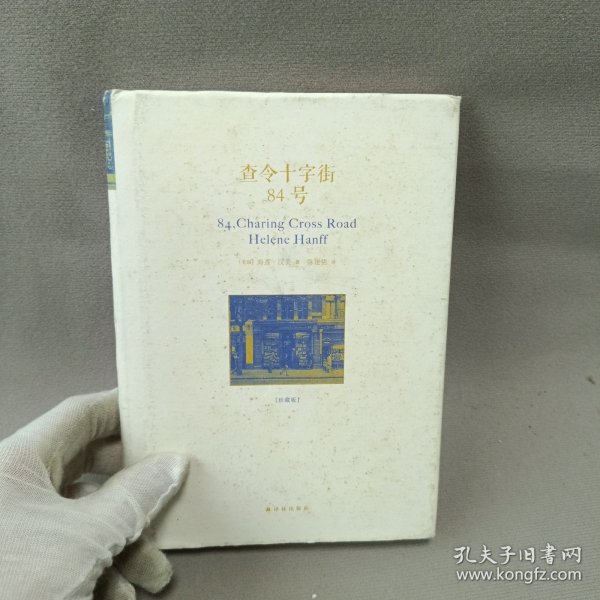 查令十字街
84号
84, Charing Cross Road
Helene Hanff
[美国] 海莲·汉芙 著 陈建铭 译
[珍藏版]
译林出版社
孔夫子旧书网
www.kongfz.com